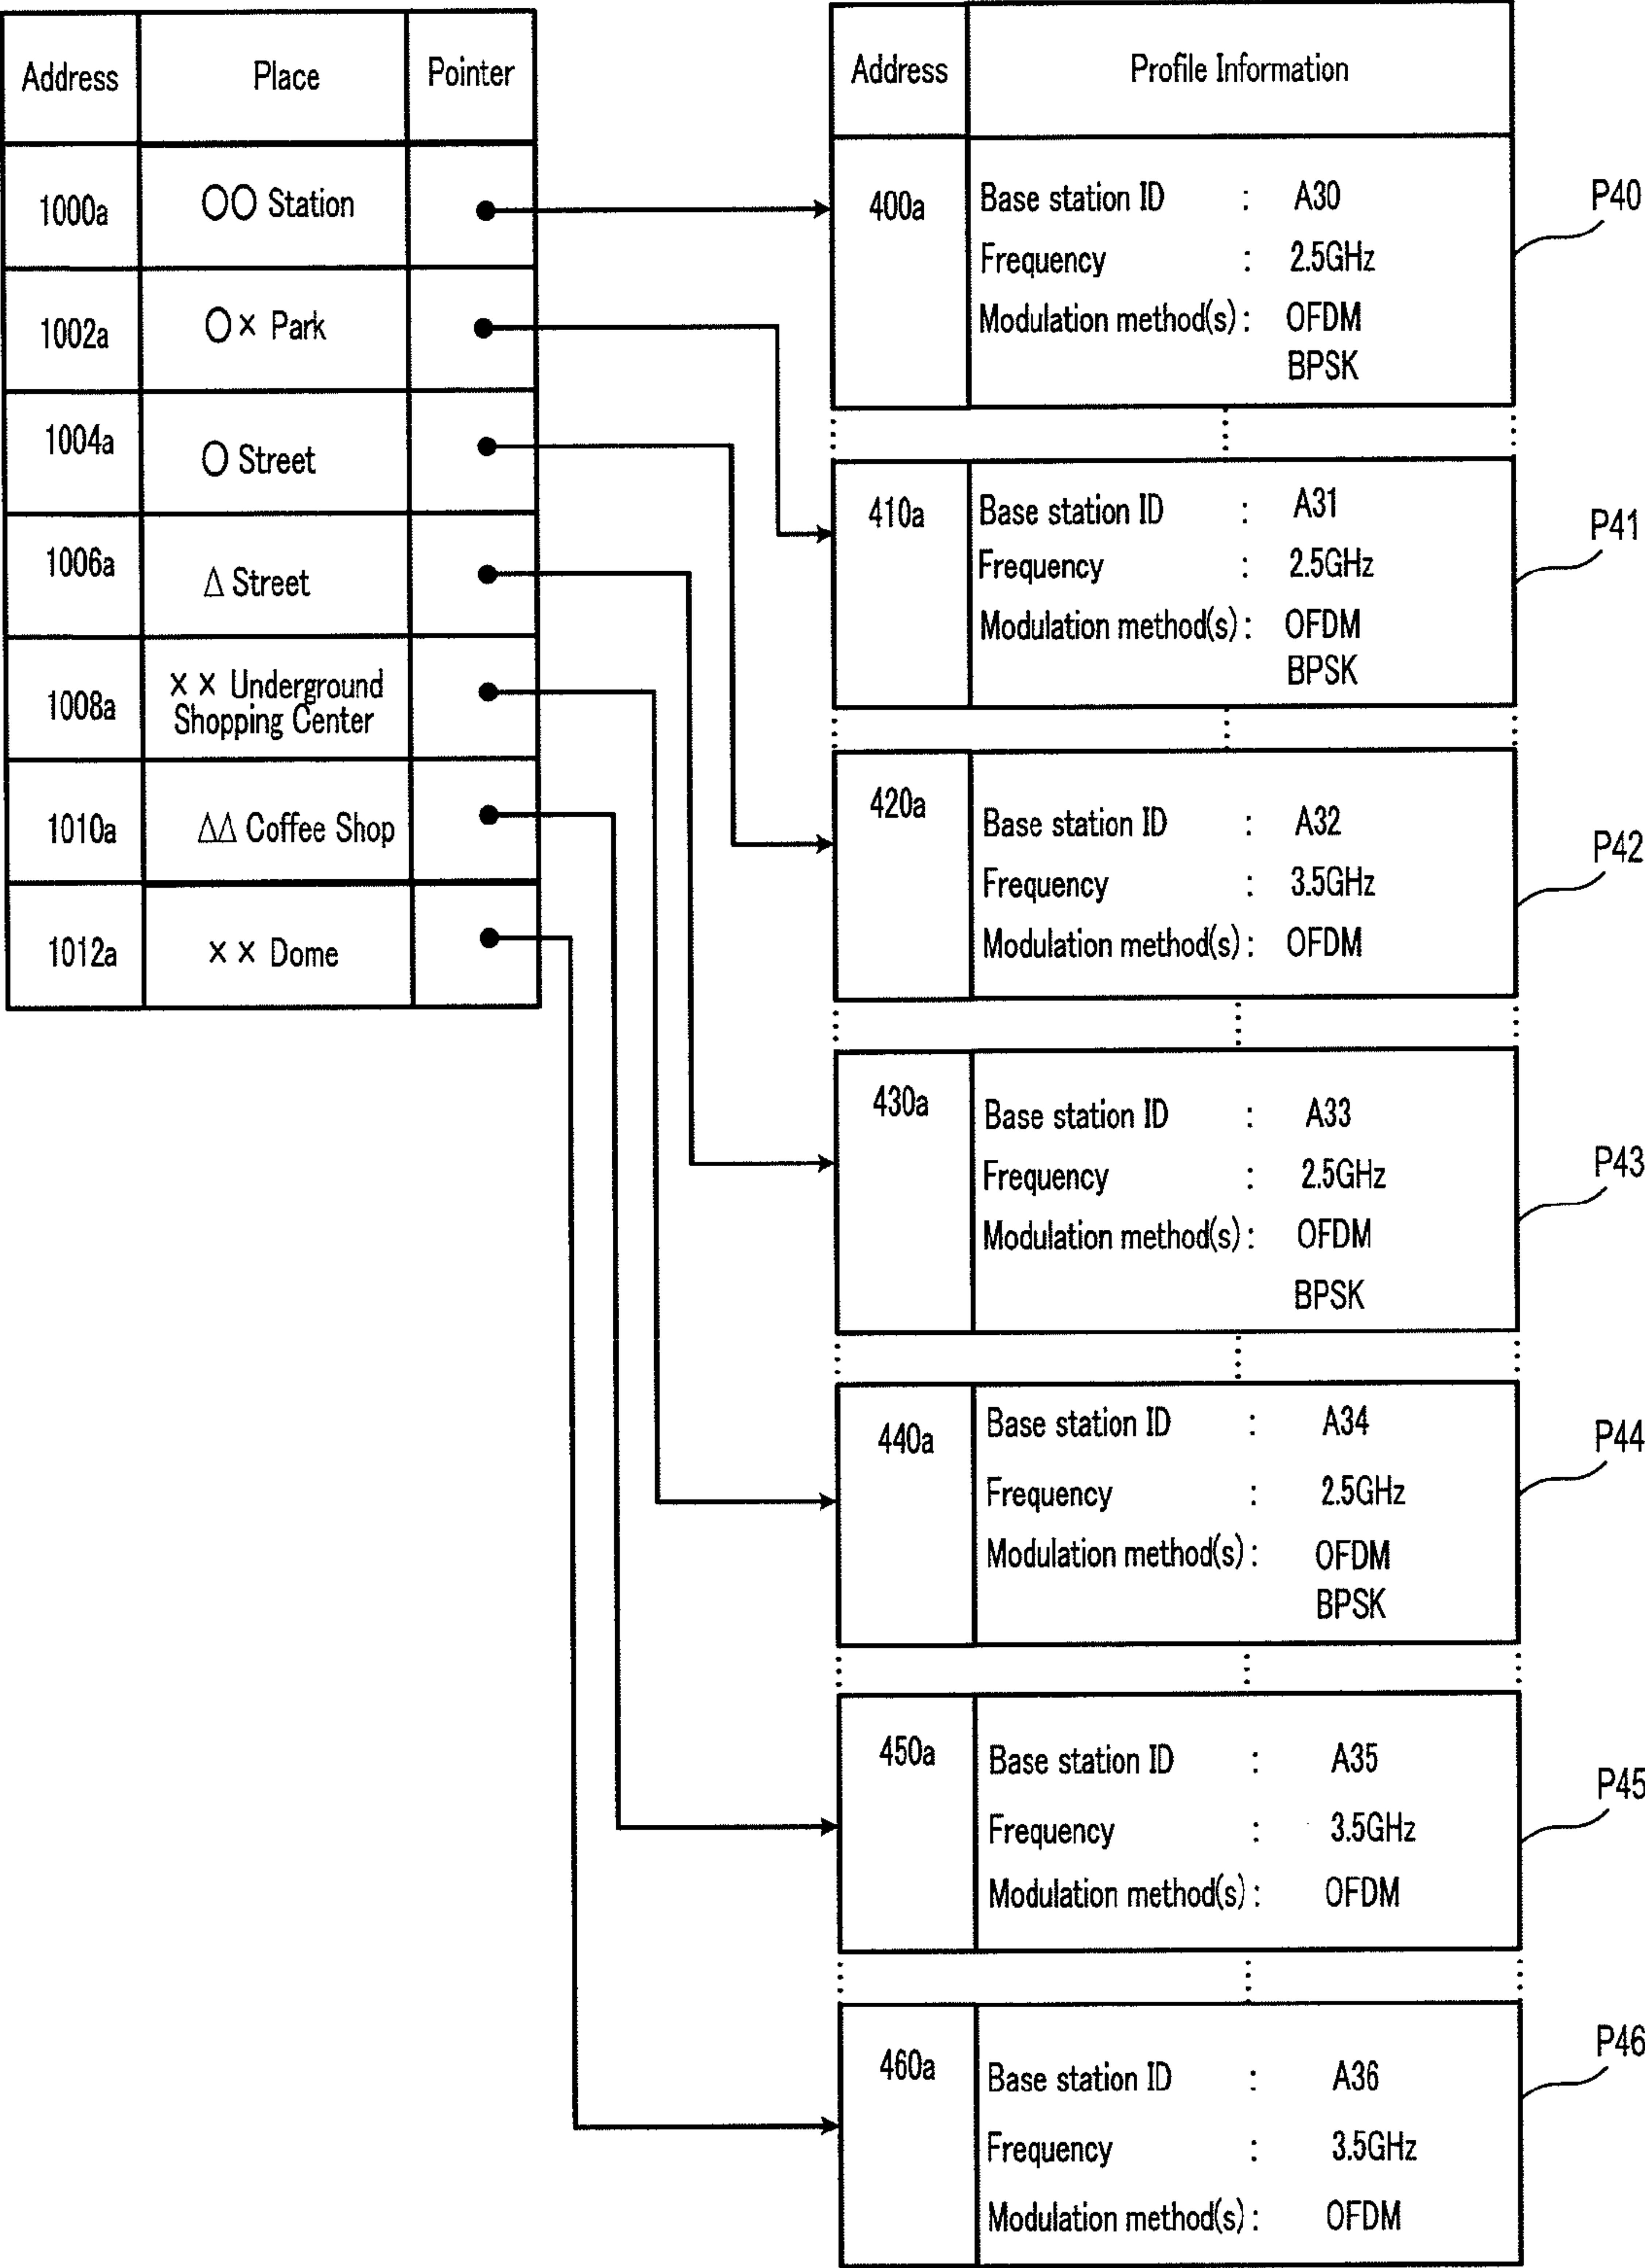 Address Place Pointer
1000a ○○ Station
1002a ○× Park
1004a ○ Street
1006a △ Street
1008a ×× Underground
Shopping Center
1010a △△ Coffee Shop
1012a ×× Dome
Address Profile Information
400a Base station ID : A30 P40
Frequency : 2.5GHz
Modulation method(s): OFDM
BPSK
410a Base station ID : A31 P41
Frequency : 2.5GHz
Modulation method(s): OFDM
BPSK
420a Base station ID : A32 P42
Frequency : 3.5GHz
Modulation method(s): OFDM
430a Base station ID : A33 P43
Frequency : 2.5GHz
Modulation method(s): OFDM
BPSK
440a Base station ID : A34 P44
Frequency : 2.5GHz
Modulation method(s): OFDM
BPSK
450a Base station ID : A35 P45
Frequency : 3.5GHz
Modulation method(s): OFDM
460a Base station ID : A36 P46
Frequency : 3.5GHz
Modulation method(s): OFDM